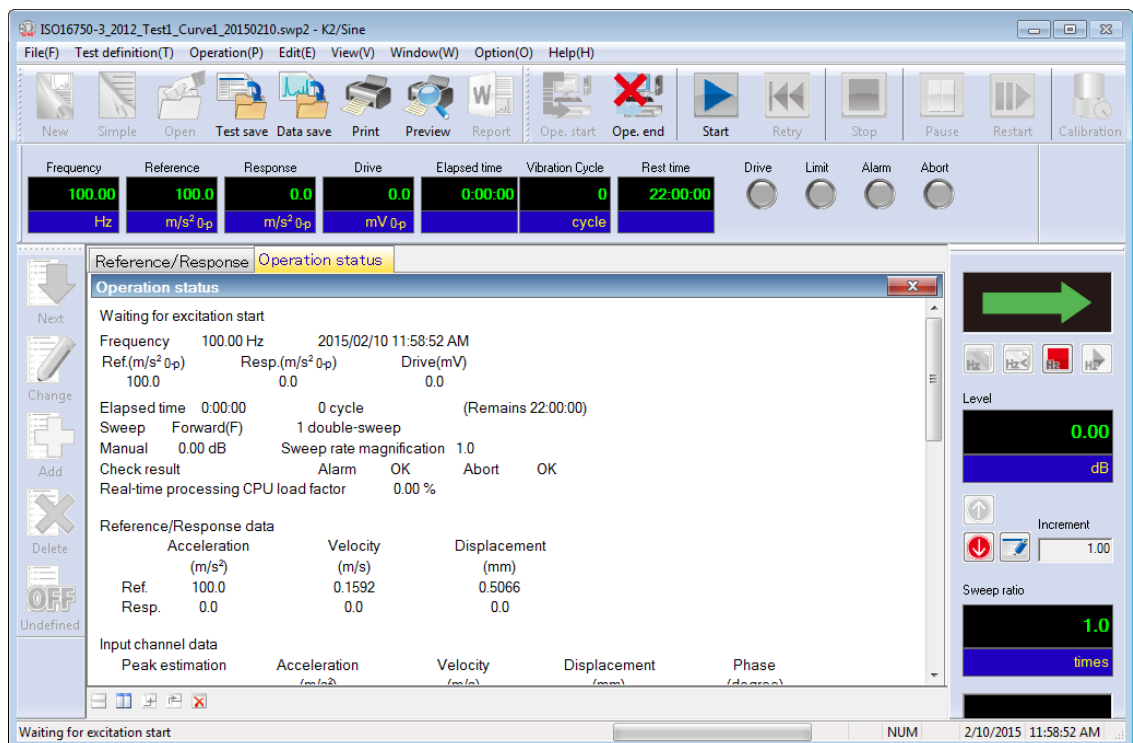 ISO16750-3_2012_Test1_Curve1_20150210.swp2 - K2/Sine
File(F) Test definition(T) Operation(P) Edit(E) View(V) Window(W) Option(O) Help(H)
New Simple Open Test save Data save Print Preview Report Ope. start Ope. end Start Retry Stop Pause Restart Calibration
Frequency Reference Response Drive Elapsed time Vibration Cycle Rest time Drive Limit Alarm Abort
100.00 100.0 0.0 0.0 0:00:00 0 22:00:00
Hz m/s² 0-p m/s² 0-p mV 0-p cycle
Next
Change
Add
Delete
OFF
Undefined
Reference/Response Operation status
Operation status
Waiting for excitation start
Frequency 100.00 Hz 2015/02/10 11:58:52 AM
Ref.(m/s² 0-p) Resp.(m/s² 0-p) Drive(mV)
100.0 0.0 0.0
Elapsed time 0:00:00 0 cycle (Remains 22:00:00)
Sweep Forward(F) 1 double-sweep
Manual 0.00 dB Sweep rate magnification 1.0
Check result Alarm OK Abort OK
Real-time processing CPU load factor 0.00 %
Reference/Response data
Acceleration Velocity Displacement
(m/s²) (m/s) (mm)
Ref. 100.0 0.1592 0.5066
Resp. 0.0 0.0 0.0
Input channel data
Peak estimation Acceleration Velocity Displacement Phase
(m/s²) (m/s) (mm) (degree)
Hz Hz< Hz Hz
Level
0.00
dB
Increment
1.00
Sweep ratio
1.0
times
Waiting for excitation start NUM 2/10/2015 11:58:52 AM